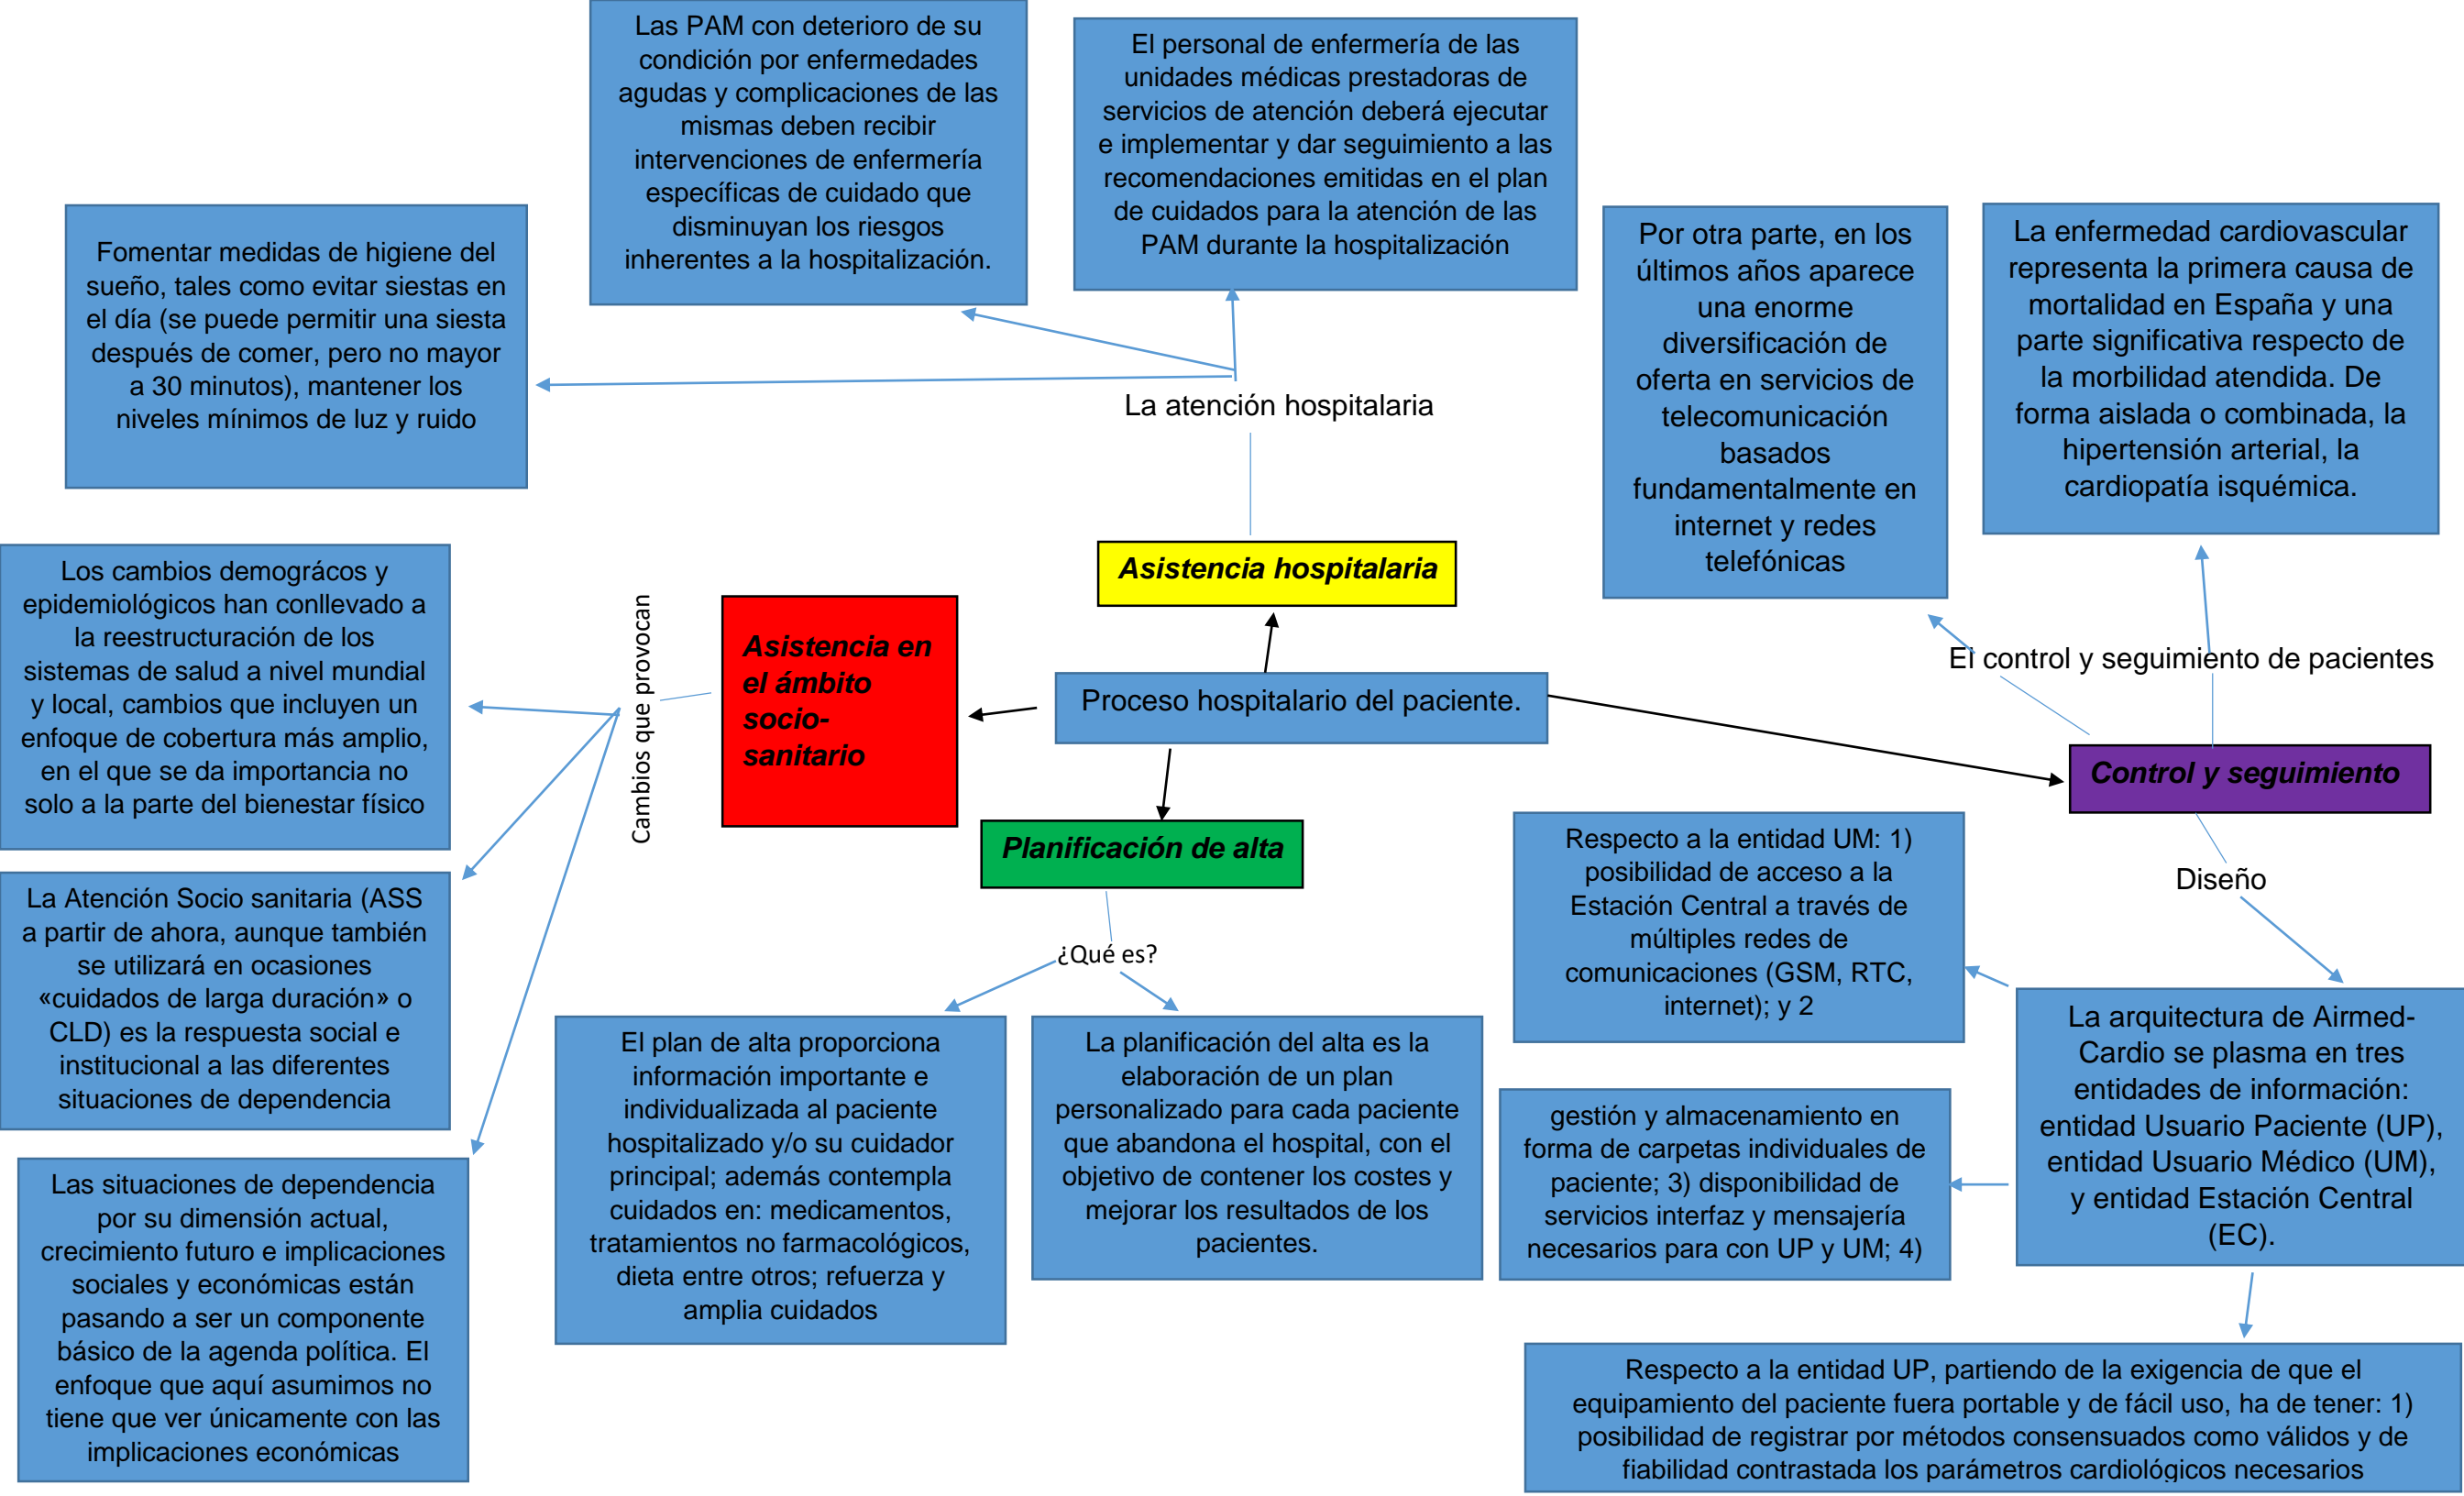 Las PAM con deterioro de su
condición por enfermedades
agudas y complicaciones de las
mismas deben recibir
intervenciones de enfermería
específicas de cuidado que
disminuyan los riesgos
inherentes a la hospitalización.
El personal de enfermería de las
unidades médicas prestadoras de
servicios de atención deberá ejecutar
e implementar y dar seguimiento a las
recomendaciones emitidas en el plan
de cuidados para la atención de las
PAM durante la hospitalización
Fomentar medidas de higiene del
sueño, tales como evitar siestas en
el día (se puede permitir una siesta
después de comer, pero no mayor
a 30 minutos), mantener los
niveles mínimos de luz y ruido
Por otra parte, en los
últimos años aparece
una enorme
diversificación de
oferta en servicios de
telecomunicación
basados
fundamentalmente en
internet y redes
telefónicas
La enfermedad cardiovascular
representa la primera causa de
mortalidad en España y una
parte significativa respecto de
la morbilidad atendida. De
forma aislada o combinada, la
hipertensión arterial, la
cardiopatía isquémica.
La atención hospitalaria
Asistencia hospitalaria
Los cambios demográcos y
epidemiológicos han conllevado a
la reestructuración de los
sistemas de salud a nivel mundial
y local, cambios que incluyen un
enfoque de cobertura más amplio,
en el que se da importancia no
solo a la parte del bienestar físico
Cambios que provocan
Asistencia en
el ámbito
socio-
sanitario
Proceso hospitalario del paciente.
El control y seguimiento de pacientes
Control y seguimiento
Planificación de alta
Diseño
¿Qué es?
La Atención Socio sanitaria (ASS
a partir de ahora, aunque también
se utilizará en ocasiones
«cuidados de larga duración» o
CLD) es la respuesta social e
institucional a las diferentes
situaciones de dependencia
Respecto a la entidad UM: 1)
posibilidad de acceso a la
Estación Central a través de
múltiples redes de
comunicaciones (GSM, RTC,
internet); y 2
El plan de alta proporciona
información importante e
individualizada al paciente
hospitalizado y/o su cuidador
principal; además contempla
cuidados en: medicamentos,
tratamientos no farmacológicos,
dieta entre otros; refuerza y
amplia cuidados
La planificación del alta es la
elaboración de un plan
personalizado para cada paciente
que abandona el hospital, con el
objetivo de contener los costes y
mejorar los resultados de los
pacientes.
La arquitectura de Airmed-
Cardio se plasma en tres
entidades de información:
entidad Usuario Paciente (UP),
entidad Usuario Médico (UM),
y entidad Estación Central
(EC).
gestión y almacenamiento en
forma de carpetas individuales de
paciente; 3) disponibilidad de
servicios interfaz y mensajería
necesarios para con UP y UM; 4)
Las situaciones de dependencia
por su dimensión actual,
crecimiento futuro e implicaciones
sociales y económicas están
pasando a ser un componente
básico de la agenda política. El
enfoque que aquí asumimos no
tiene que ver únicamente con las
implicaciones económicas
Respecto a la entidad UP, partiendo de la exigencia de que el
equipamiento del paciente fuera portable y de fácil uso, ha de tener: 1)
posibilidad de registrar por métodos consensuados como válidos y de
fiabilidad contrastada los parámetros cardiológicos necesarios